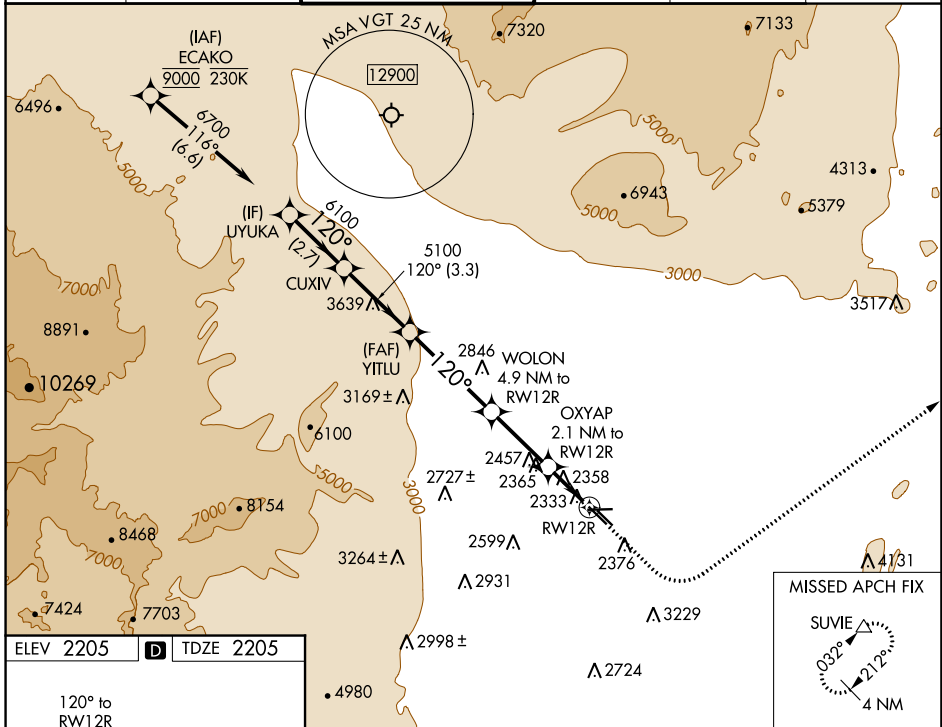 MSA VGT 25 NM
12900
7320
7133
(IAF)
ECAKO
9000 230K
6496
6700
116°
(6.6)
5000
5000
4313
6943
5379
5000
(IF)
UYUKA
6100
120°
(2.7)
CUXIV
5100
120° (3.3)
3000
3517
7000
3639
8891
(FAF)
YITLU
120°
2846
WOLON
4.9 NM to
RW12R
10269
3169 ±
OXYAP
2.1 NM to
RW12R
6100
2457
2365
2358
2333
5000
3000
2727 ±
RW12R
7000
8154
8468
7000
2599
2376
3264 ±
4131
2931
7424
7703
3229
2998 ±
2724
4980
MISSED APCH FIX
SUVIE
032°
212°
4 NM
ELEV 2205 D TDZE 2205
120° to
RW12R